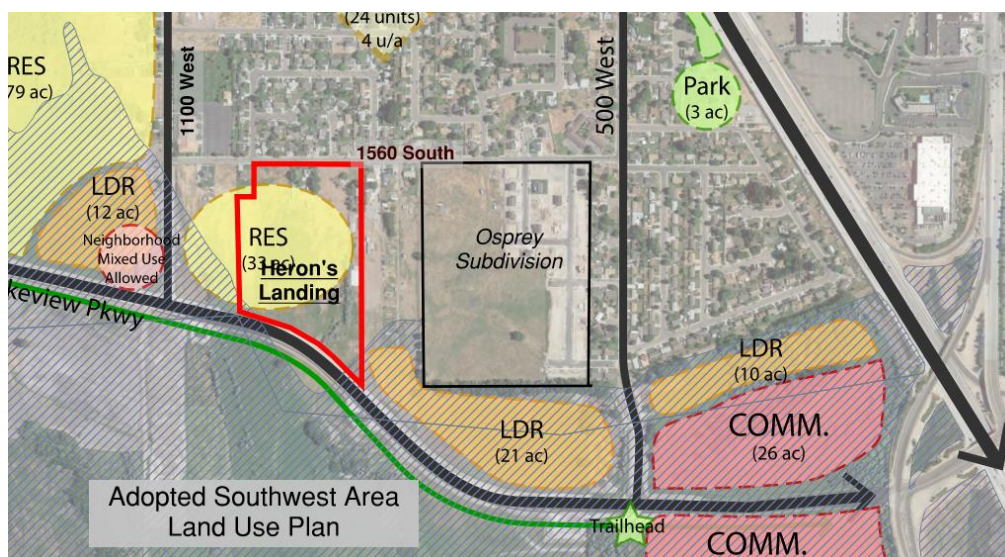 (24 units)
4 u/a
RES
79 ac)
1100 West
500 West
Park
(3 ac)
1560 South
LDR
(12 ac)
Neighborhood
Mixed Use
Allowed
RES
(33 ac)
Heron's
Landing
Osprey
Subdivision
keview Pkwy
LDR
(10 ac)
LDR
(21 ac)
COMM.
(26 ac)
Adopted Southwest Area
Land Use Plan
Trailhead
COMM.